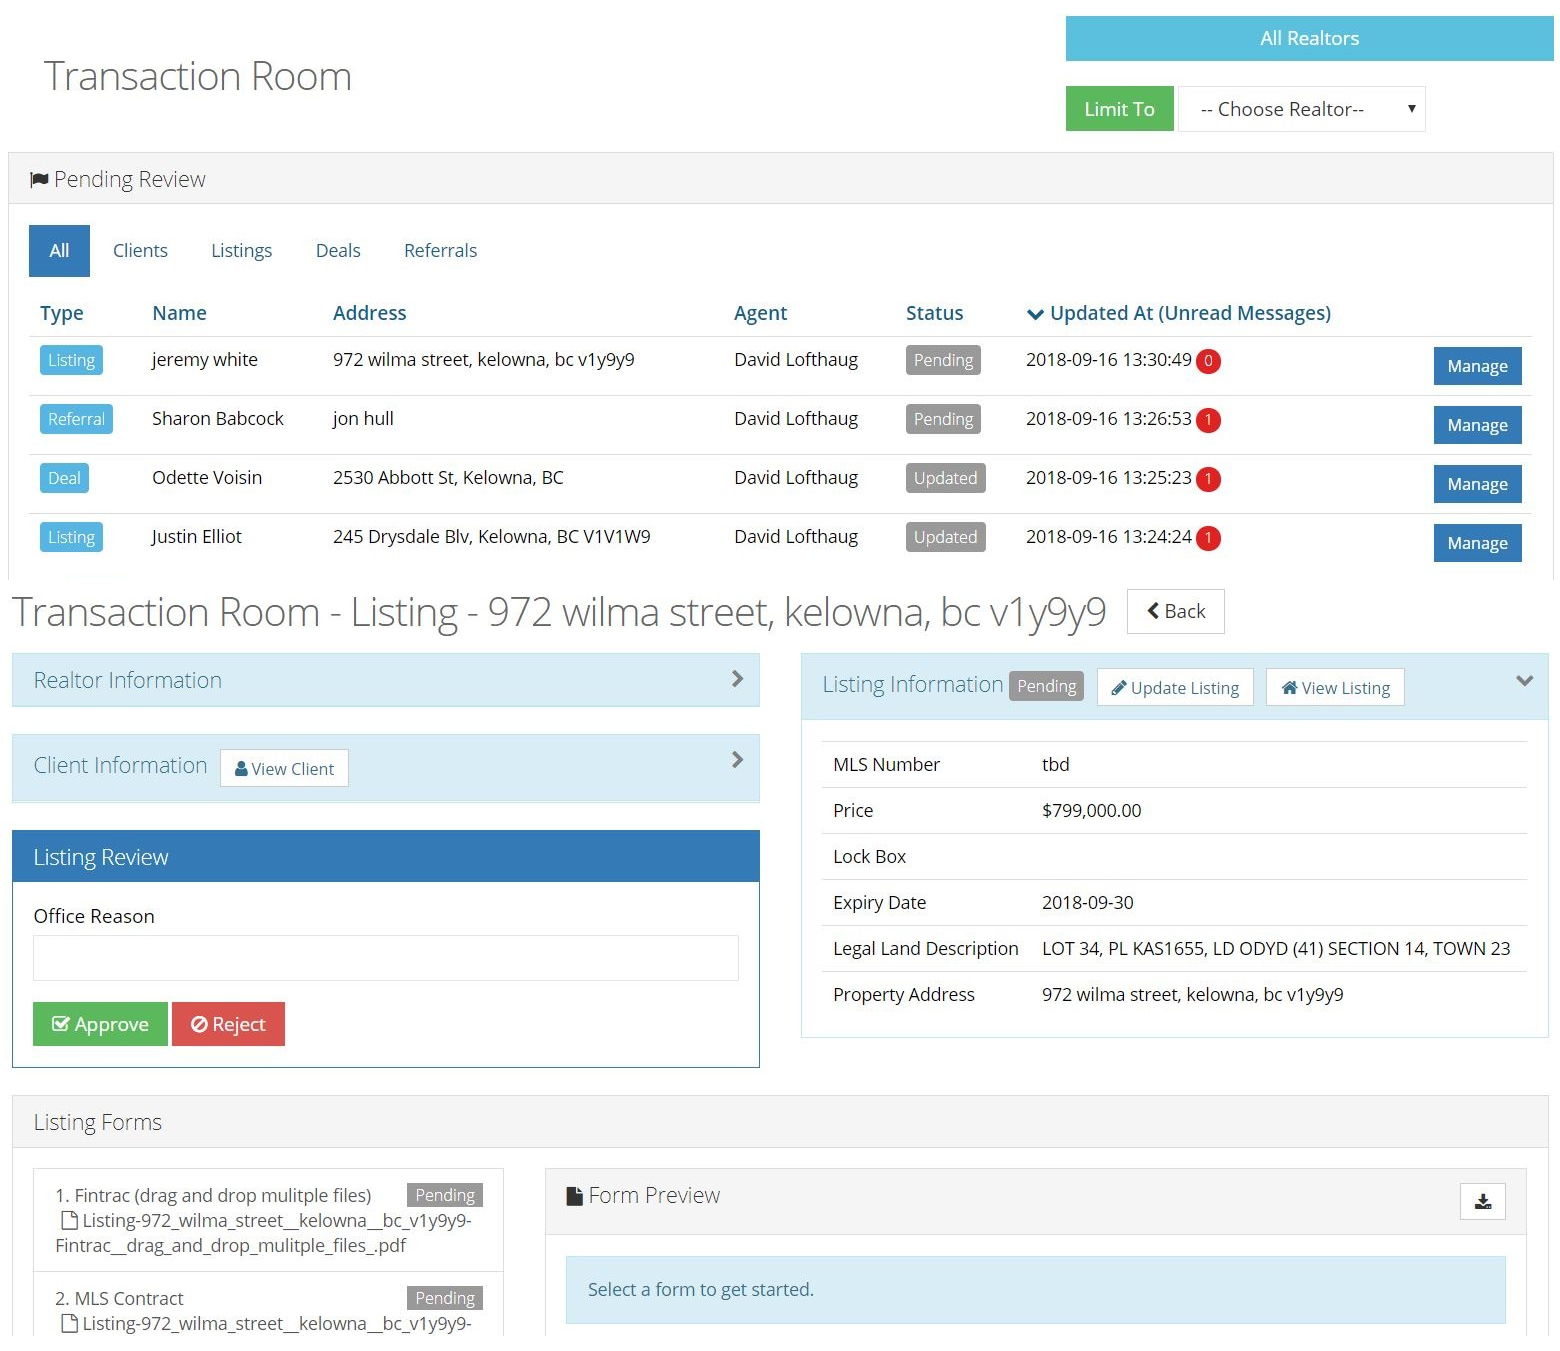 All Realtors
Transaction Room
Limit To -- Choose Realtor--
Pending Review
All Clients Listings Deals Referrals
Type Name Address Agent Status Updated At (Unread Messages)
Listing jeremy white 972 wilma street, kelowna, bc v1y9y9 David Lofthaug Pending 2018-09-16 13:30:49 0 Manage
Referral Sharon Babcock jon hull David Lofthaug Pending 2018-09-16 13:26:53 1 Manage
Deal Odette Voisin 2530 Abbott St, Kelowna, BC David Lofthaug Updated 2018-09-16 13:25:23 1 Manage
Listing Justin Elliot 245 Drysdale Blv, Kelowna, BC V1V1W9 David Lofthaug Updated 2018-09-16 13:24:24 1 Manage
Transaction Room - Listing - 972 wilma street, kelowna, bc v1y9y9 Back
Realtor Information
Client Information View Client
Listing Review
Office Reason
Approve Reject
Listing Information Pending Update Listing View Listing
MLS Number tbd
Price $799,000.00
Lock Box
Expiry Date 2018-09-30
Legal Land Description LOT 34, PL KAS1655, LD ODYD (41) SECTION 14, TOWN 23
Property Address 972 wilma street, kelowna, bc v1y9y9
Listing Forms
1. Fintrac (drag and drop mulitple files) Pending
Listing-972_wilma_street__kelowna__bc_v1y9y9-
Fintrac__drag_and_drop_mulitple_files_.pdf
2. MLS Contract Pending
Listing-972_wilma_street__kelowna__bc_v1y9y9-
Form Preview
Select a form to get started.